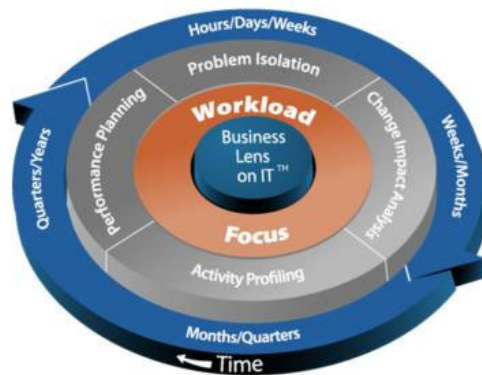 Hours/Days/Weeks
Problem Isolation
Workload
Business
Lens
on IT™
Focus
Performance Planning
Change Impact Analysis
Activity Profiling
Quarters/Years
Weeks/Months
Months/Quarters
Time